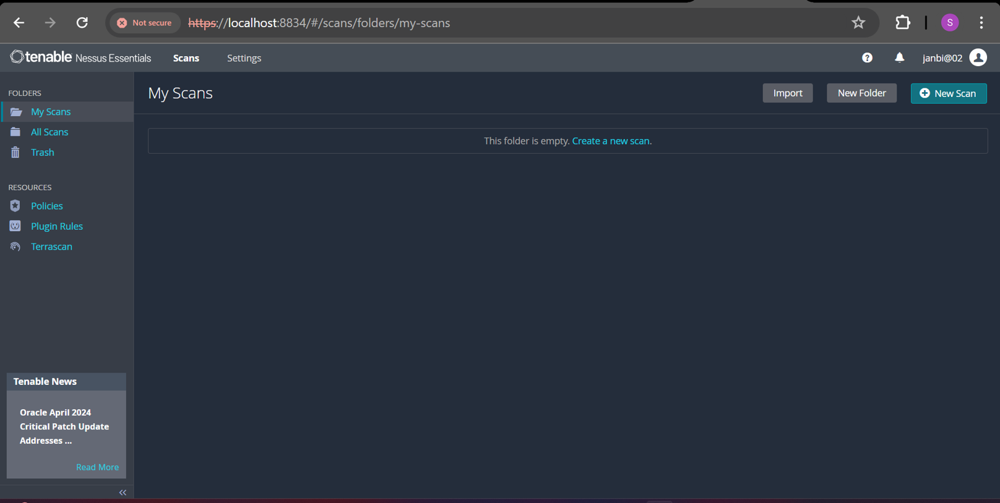 Not secure https://localhost:8834/#/scans/folders/my-scans S
tenable Nessus Essentials Scans Settings ? janbi@02
FOLDERS
My Scans
All Scans
Trash
RESOURCES
Policies
Plugin Rules
Terrascan
My Scans Import New Folder New Scan
This folder is empty. Create a new scan.
Tenable News
Oracle April 2024
Critical Patch Update
Addresses ...
Read More